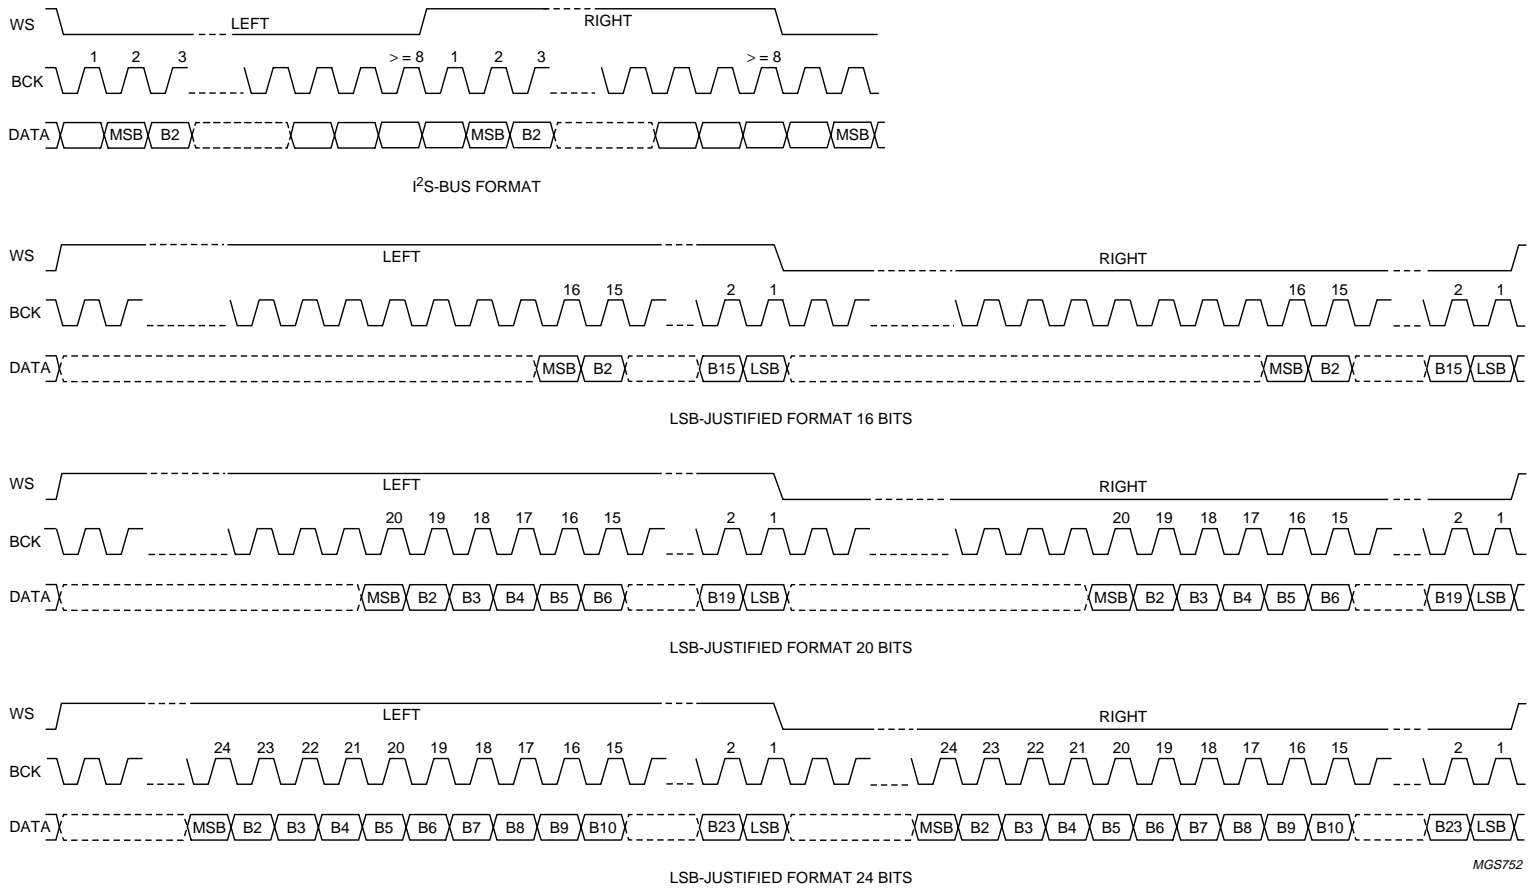 WS LEFT RIGHT
BCK 1 2 3 > = 8 1 2 3 > = 8
DATA MSB B2 MSB B2 MSB
I²S-BUS FORMAT
WS LEFT RIGHT
BCK 16 15 2 1 16 15 2 1
DATA MSB B2 B15 LSB MSB B2 B15 LSB
LSB-JUSTIFIED FORMAT 16 BITS
WS LEFT RIGHT
BCK 20 19 18 17 16 15 2 1 20 19 18 17 16 15 2 1
DATA MSB B2 B3 B4 B5 B6 B19 LSB MSB B2 B3 B4 B5 B6 B19 LSB
LSB-JUSTIFIED FORMAT 20 BITS
WS LEFT RIGHT
BCK 24 23 22 21 20 19 18 17 16 15 2 1 24 23 22 21 20 19 18 17 16 15 2 1
DATA MSB B2 B3 B4 B5 B6 B7 B8 B9 B10 B23 LSB MSB B2 B3 B4 B5 B6 B7 B8 B9 B10 B23 LSB
MGS752
LSB-JUSTIFIED FORMAT 24 BITS